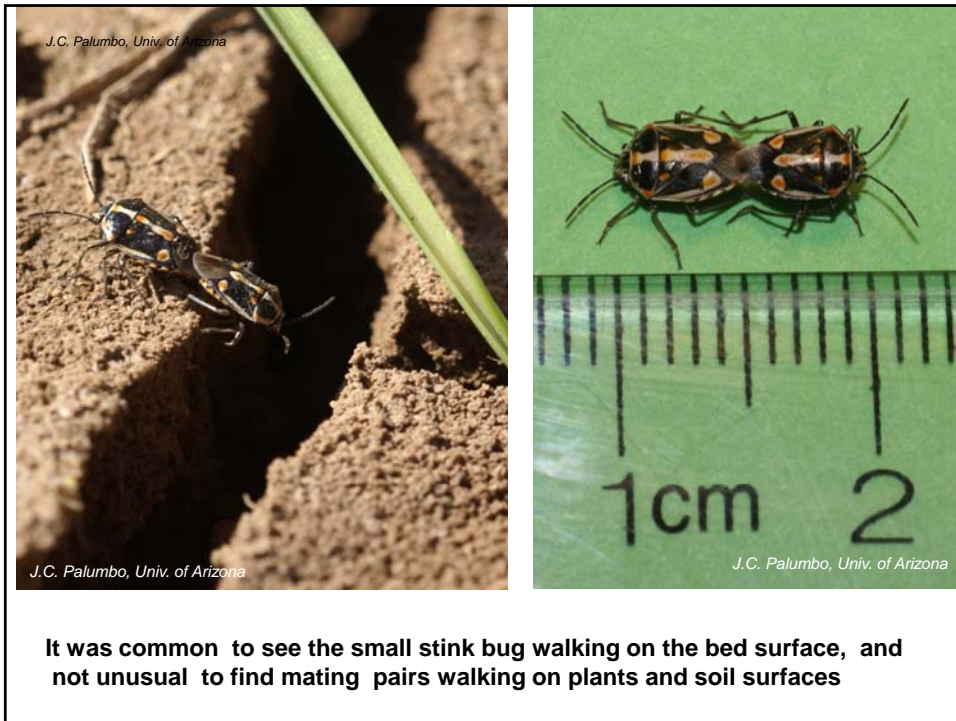 J.C. Palumbo, Univ. of Arizona
1cm 2
J.C. Palumbo, Univ. of Arizona
J.C. Palumbo, Univ. of Arizona
It was common to see the small stink bug walking on the bed surface, and
not unusual to find mating pairs walking on plants and soil surfaces